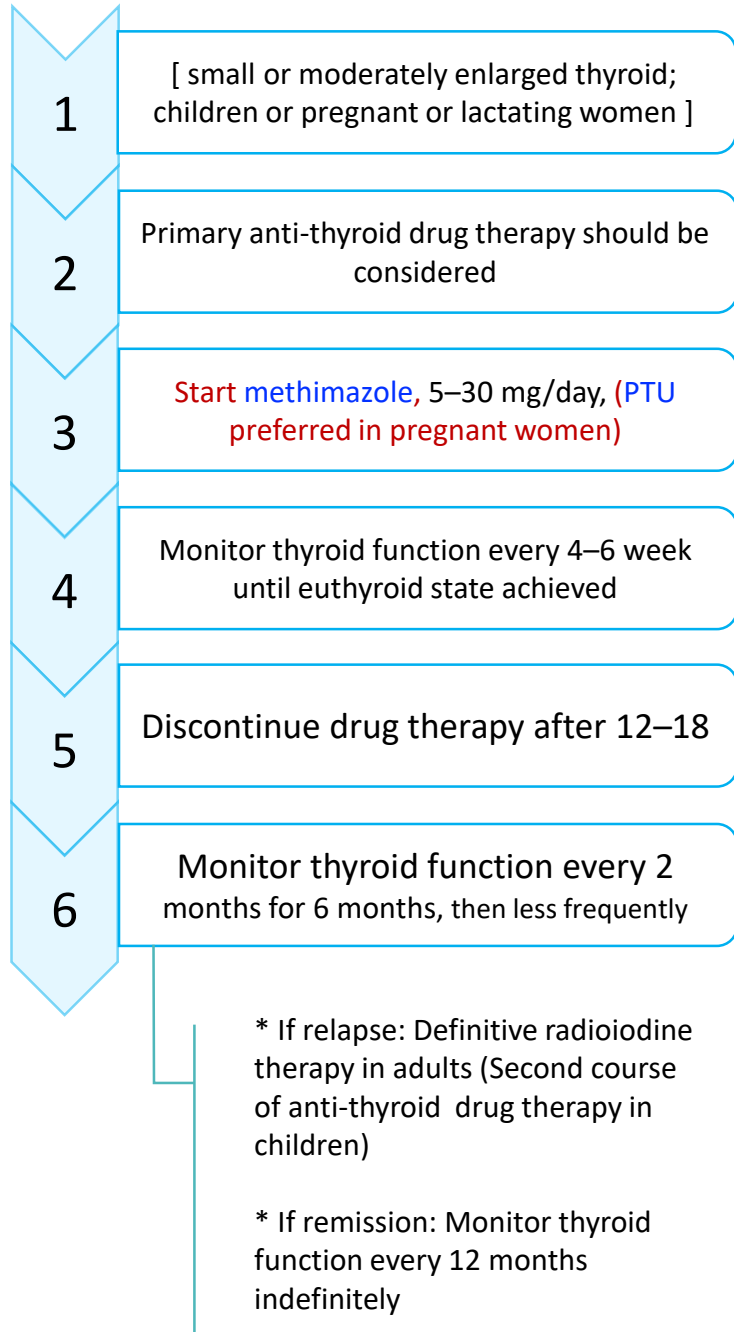 1
[ small or moderately enlarged thyroid;
children or pregnant or lactating women ]
2
Primary anti-thyroid drug therapy should be
considered
3
Start methimazole, 5–30 mg/day, (PTU
preferred in pregnant women)
4
Monitor thyroid function every 4–6 week
until euthyroid state achieved
5
Discontinue drug therapy after 12–18
6
Monitor thyroid function every 2
months for 6 months, then less frequently
* If relapse: Definitive radioiodine
therapy in adults (Second course
of anti-thyroid drug therapy in
children)
* If remission: Monitor thyroid
function every 12 months
indefinitely